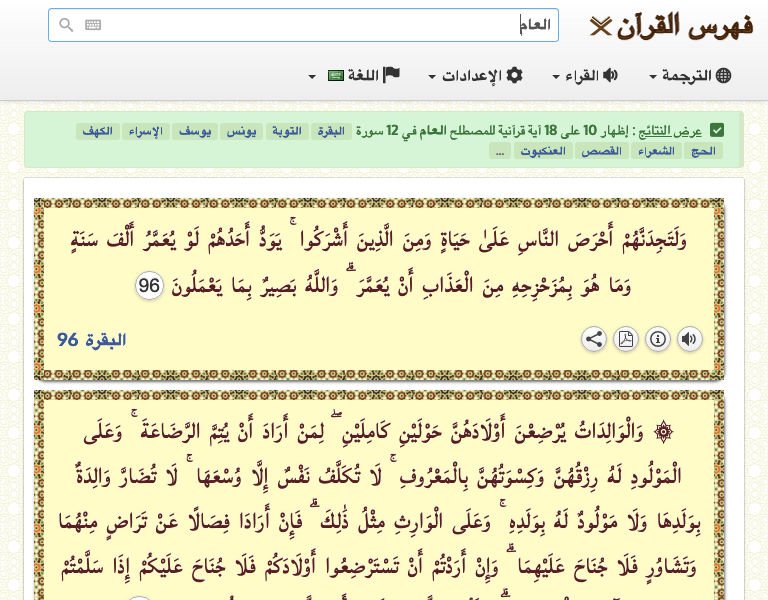 فهرس القرآن
العام
الترجمة القراء الإعدادات اللغة
عرض النتائج : إظهار 10 على 18 آية قرآنية للمصطلح العام في 12 سورة البقرة التوبة يونس يوسف الإسراء الكهف
الحج الشعراء القصص العنكبوت ...
وَلَتَجِدَنَّهُمْ أَحْرَصَ النَّاسِ عَلَىٰ حَيَاةٍ وَمِنَ الَّذِينَ أَشْرَكُوا ۚ يَوَدُّ أَحَدُهُمْ لَوْ يُعَمَّرُ أَلْفَ سَنَةٍ
وَمَا هُوَ بِمُزَحْزِحِهِ مِنَ الْعَذَابِ أَنْ يُعَمَّرَ ۗ وَاللَّهُ بَصِيرٌ بِمَا يَعْمَلُونَ 96
البقرة 96
۞ وَالْوَالِدَاتُ يُرْضِعْنَ أَوْلَادَهُنَّ حَوْلَيْنِ كَامِلَيْنِ ۖ لِمَنْ أَرَادَ أَنْ يُتِمَّ الرَّضَاعَةَ ۚ وَعَلَى
الْمَوْلُودِ لَهُ رِزْقُهُنَّ وَكِسْوَتُهُنَّ بِالْمَعْرُوفِ ۚ لَا تُكَلَّفُ نَفْسٌ إِلَّا وُسْعَهَا ۚ لَا تُضَارَّ وَالِدَةٌ
بِوَلَدِهَا وَلَا مَوْلُودٌ لَهُ بِوَلَدِهِ ۚ وَعَلَى الْوَارِثِ مِثْلُ ذَٰلِكَ ۗ فَإِنْ أَرَادَا فِصَالًا عَنْ تَرَاضٍ مِنْهُمَا
وَتَشَاوُرٍ فَلَا جُنَاحَ عَلَيْهِمَا ۗ وَإِنْ أَرَدْتُمْ أَنْ تَسْتَرْضِعُوا أَوْلَادَكُمْ فَلَا جُنَاحَ عَلَيْكُمْ إِذَا سَلَّمْتُمْ